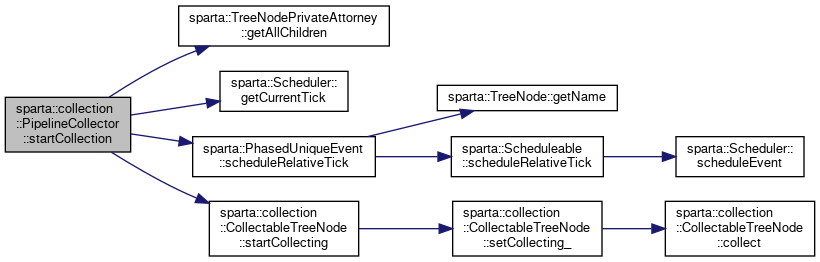 sparta::TreeNodePrivateAttorney
::getAllChildren
sparta::Scheduler::
getCurrentTick
sparta::TreeNode::getName
sparta::collection
::PipelineCollector
::startCollection
sparta::PhasedUniqueEvent
::scheduleRelativeTick
sparta::Scheduleable
::scheduleRelativeTick
sparta::Scheduler::
scheduleEvent
sparta::collection
::CollectableTreeNode
::startCollecting
sparta::collection
::CollectableTreeNode
::setCollecting_
sparta::collection
::CollectableTreeNode
::collect